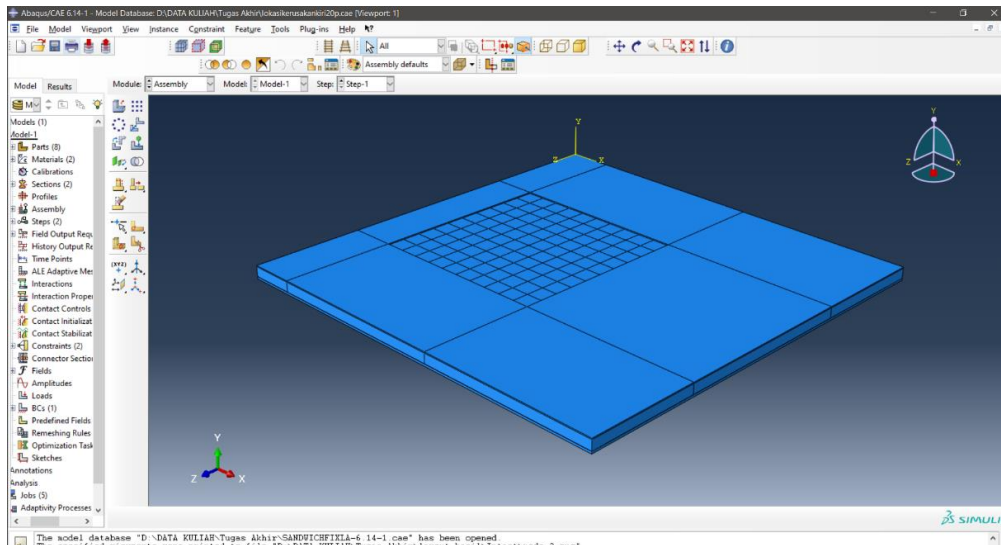 Abaqus/CAE 6.14-1 - Model Database: D:\DATA KULIAH\Tugas Akhir\lokasikerusakankiri20p.cae [Viewport: 1]
File Model Viewport View Instance Constraint Feature Tools Plug-ins Help
All
Assembly defaults
Model Results Module: Assembly Model: Model-1 Step: Step-1
Models (1)
Model-1
Parts (8)
Materials (2)
Calibrations
Sections (2)
Profiles
Assembly
Steps (2)
Field Output Requ
History Output Re
Time Points
ALE Adaptive Mes
Interactions
Interaction Proper
Contact Controls
Contact Initializat
Contact Stabilizat
Constraints (2)
Connector Section
Fields
Amplitudes
Loads
BCs (1)
Predefined Fields
Remeshing Rules
Optimization Task
Sketches
Annotations
Analysis
Jobs (5)
Adaptivity Processes
(XYZ)
Y
Z X
Y
Z X
Y
Z X
SIMULI
The model database "D:\DATA KULIAH\Tugas Akhir\SANDWICHFIXLA-6 14-1.cae" has been opened.